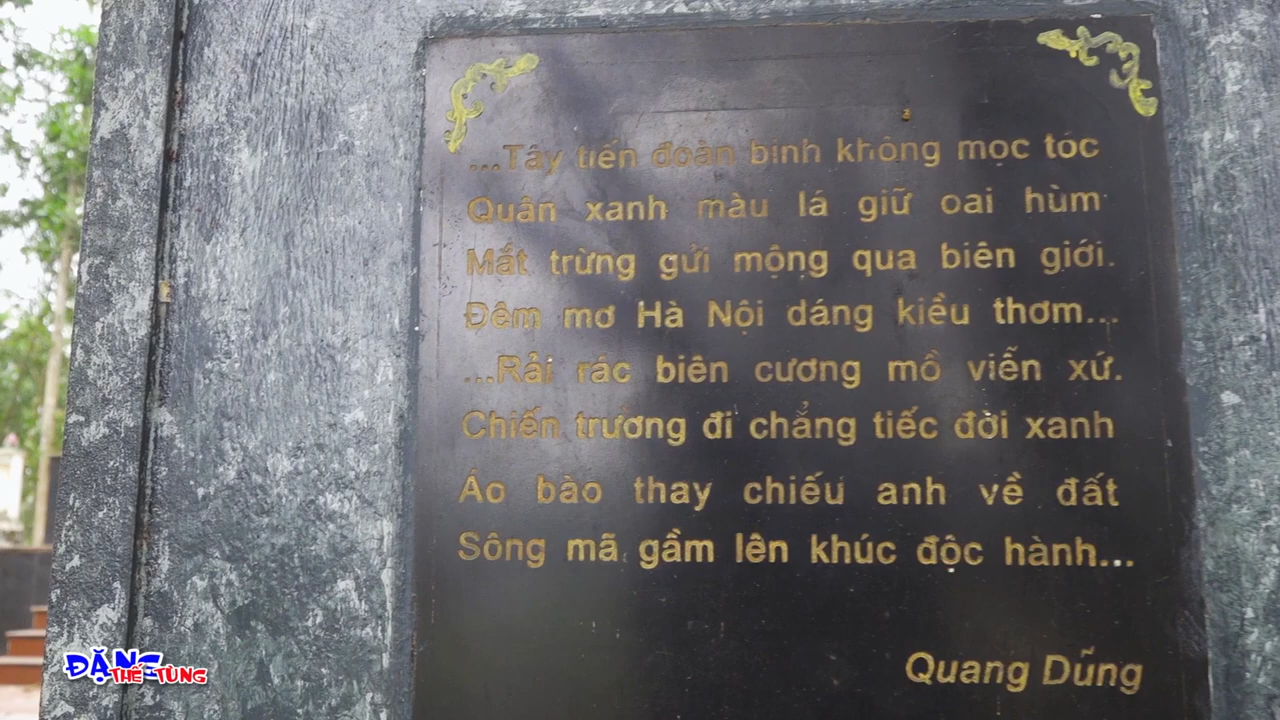 ...Tây tiến đoàn binh không mọc tóc
Quân xanh màu lá giữ oai hùm
Mắt trừng gửi mộng qua biên giới.
Đêm mơ Hà Nội dáng kiều thơm...
...Rải rác biên cương mồ viễn xứ.
Chiến trường đi chẳng tiếc đời xanh
Áo bào thay chiếu anh về đất
Sông mã gầm lên khúc độc hành...
Quang Dũng
ĐẶNG
THẾ TÙNG